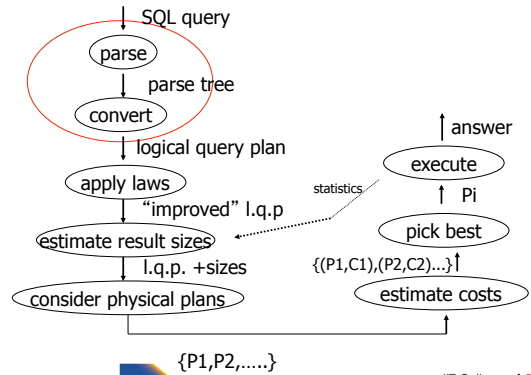 SQL query
parse
parse tree
convert
logical query plan
apply laws
"improved" l.q.p
estimate result sizes
l.q.p. +sizes
consider physical plans
{P1,P2,.....}
estimate costs
{(P1,C1),(P2,C2)...}
pick best
Pi
execute
answer
statistics